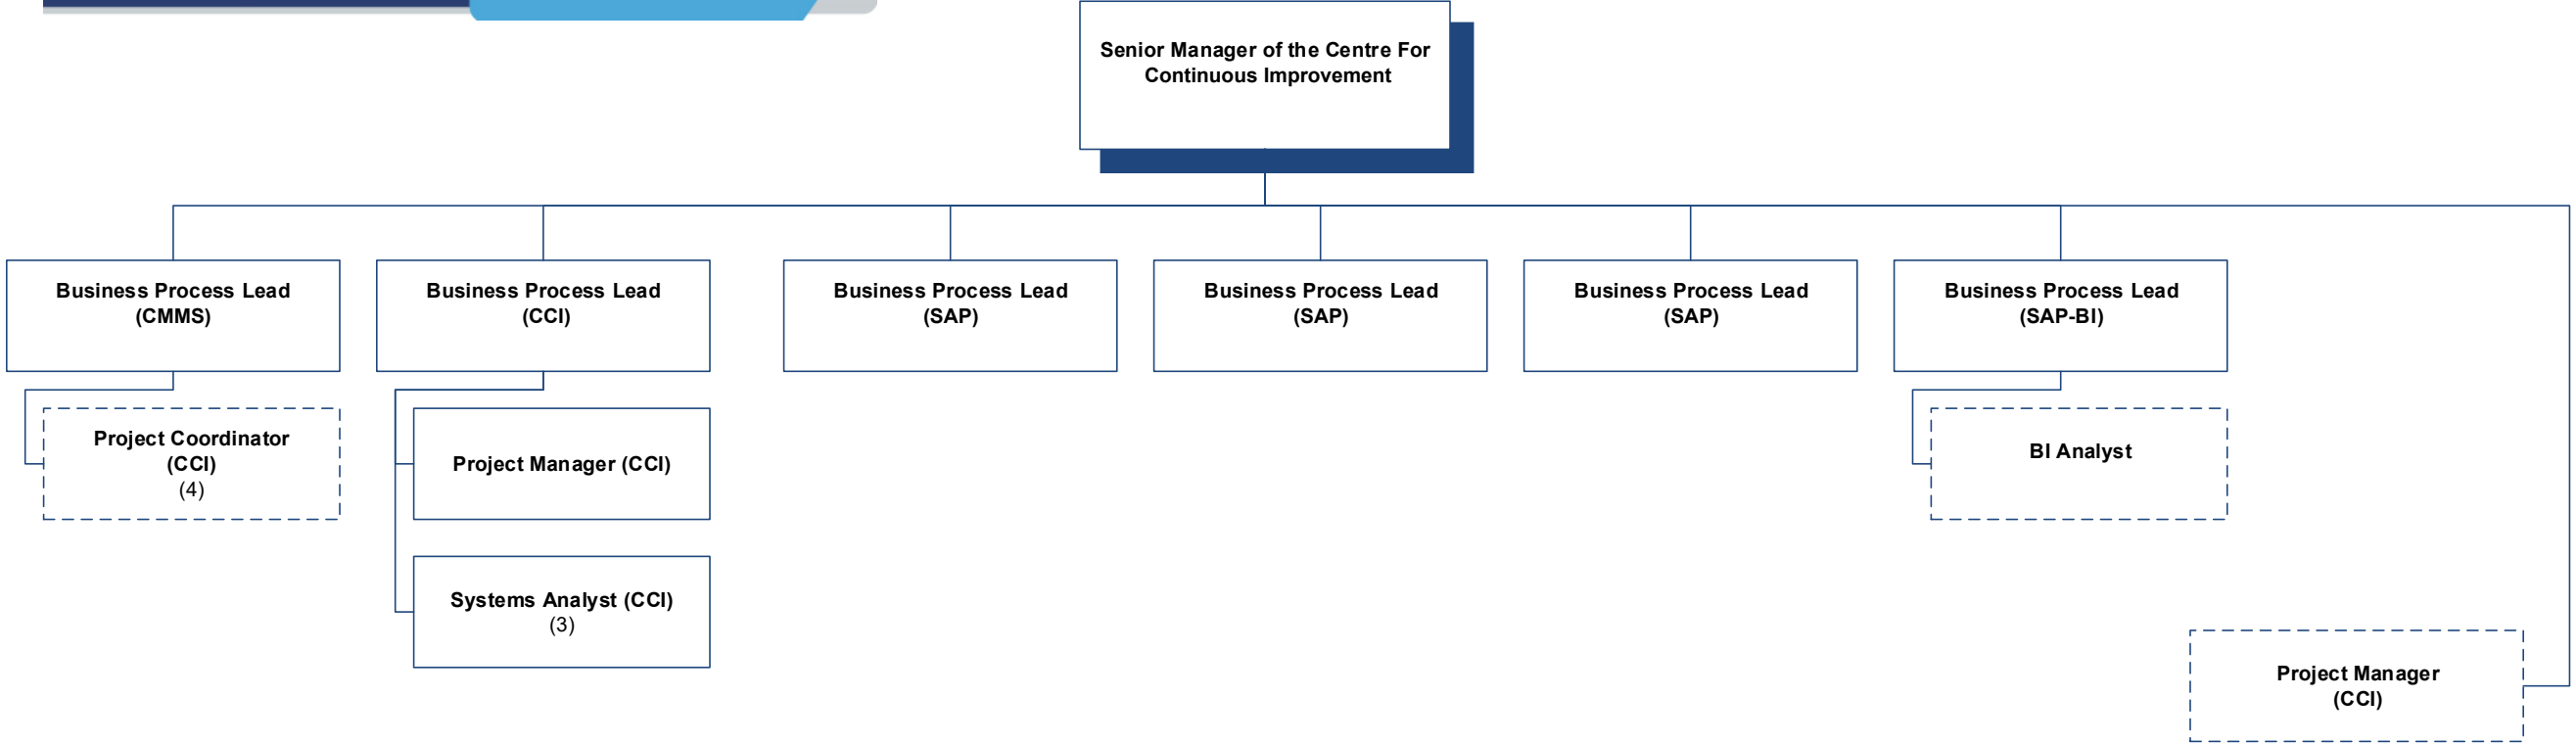 Senior Manager of the Centre For
Continuous Improvement
Business Process Lead
(CMMS)
Business Process Lead
(CCI)
Business Process Lead
(SAP)
Business Process Lead
(SAP)
Business Process Lead
(SAP)
Business Process Lead
(SAP-BI)
Project Coordinator
(CCI)
(4)
Project Manager (CCI)
BI Analyst
Systems Analyst (CCI)
(3)
Project Manager
(CCI)